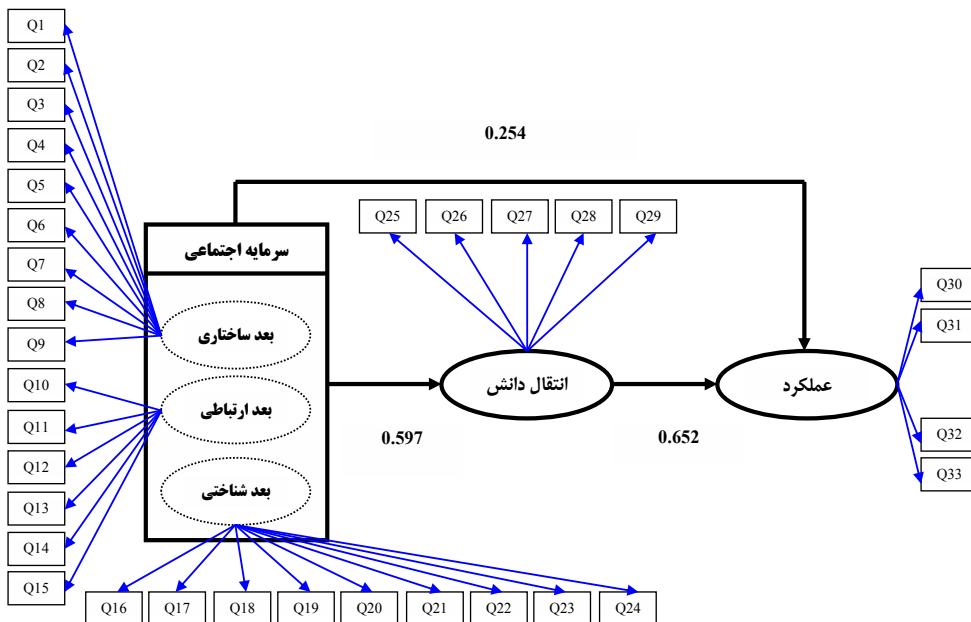 Q1
Q2
Q3
Q4
Q5
Q6
Q7
Q8
Q9
Q10
Q11
Q12
Q13
Q14
Q15
0.254
Q25 Q26 Q27 Q28 Q29
سرمایه اجتماعی
بعد ساختاری
بعد ارتباطی
بعد شناختی
انتقال دانش
عملکرد
0.597
0.652
Q30
Q31
Q32
Q33
Q16 Q17 Q18 Q19 Q20 Q21 Q22 Q23 Q24